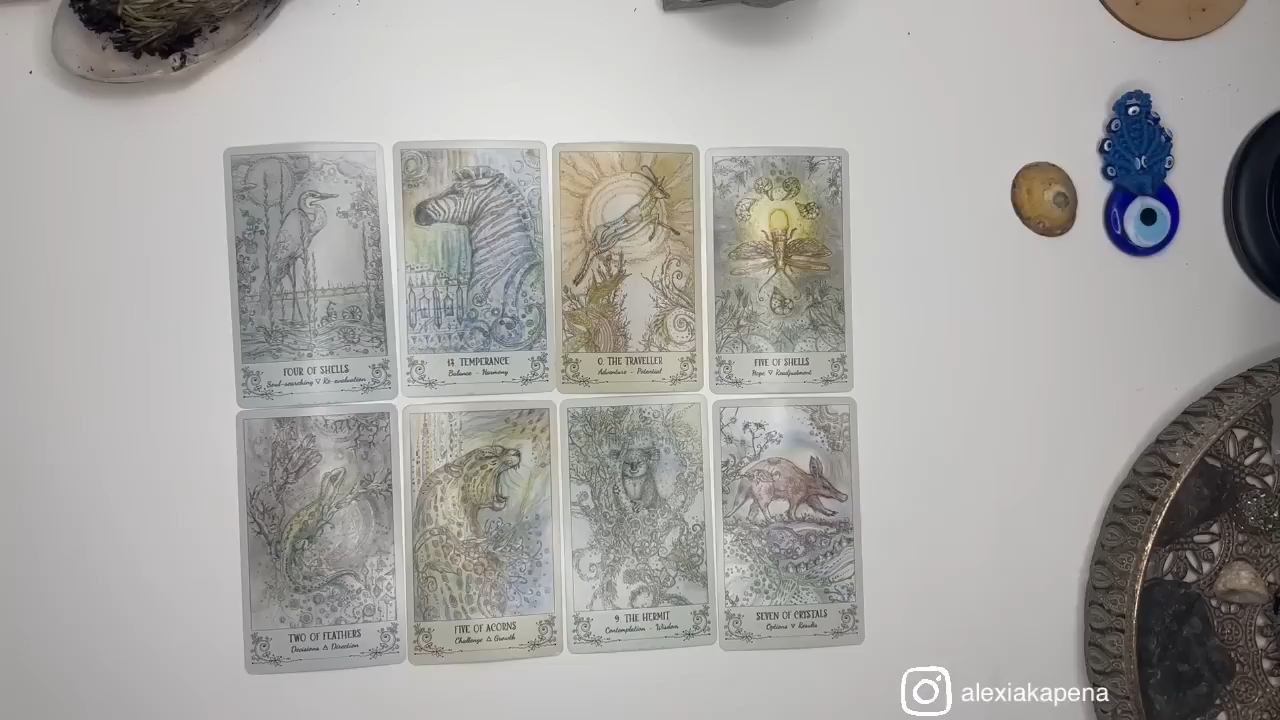 FOUR OF SHELLS
Soul-searching ▽ Re-evaluation
14 TEMPERANCE
Balance - Harmony
0. THE TRAVELLER
Adventure - Potential
FIVE OF SHELLS
Hope ▽ Readjustment
TWO OF FEATHERS
Decisions △ Direction
FIVE OF ACORNS
Challenge △ Growth
9 THE HERMIT
Contemplation - Wisdom
SEVEN OF CRYSTALS
Options ▽ Results
alexiakapena